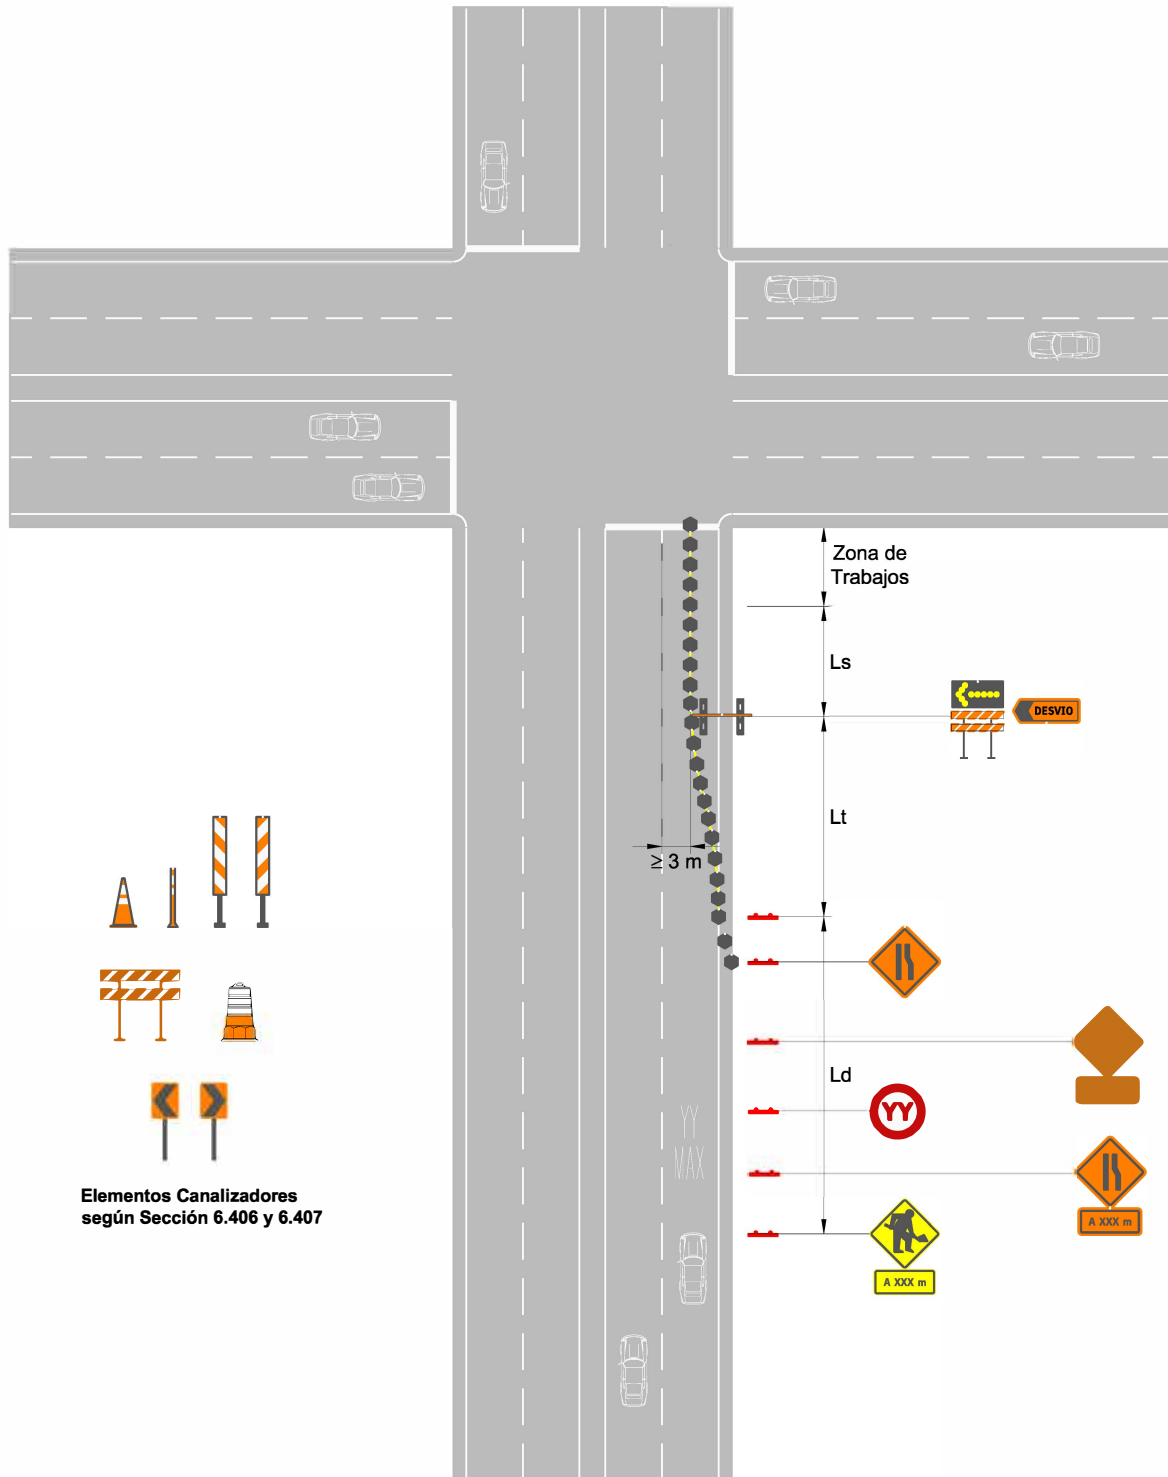 Zona de
Trabajos
Ls
DESVIO
Lt
≥ 3 m
Ld
YY
YY
MAX
A XXX m
A XXX m
Elementos Canalizadores
según Sección 6.406 y 6.407